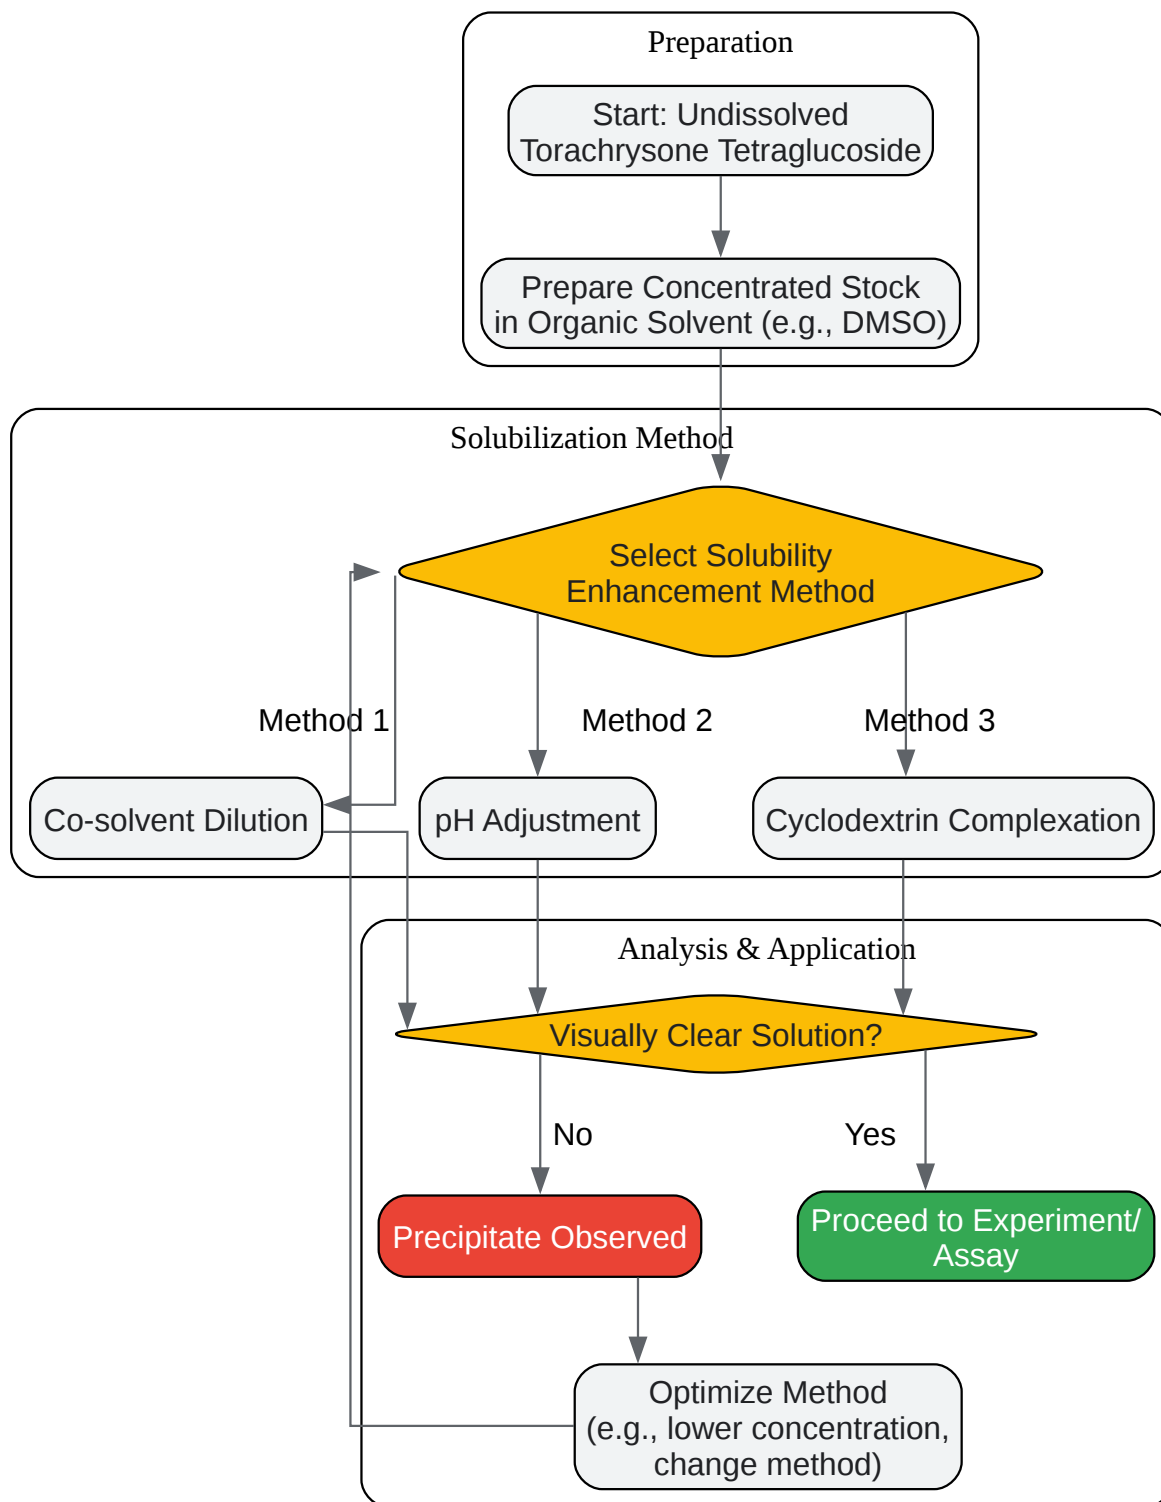 Preparation
Start: Undissolved
Torachrysone Tetraglucoside
Prepare Concentrated Stock
in Organic Solvent (e.g., DMSO)
Solubilization Method
Select Solubility
Enhancement Method
Method 1
Method 2
Method 3
Co-solvent Dilution
pH Adjustment
Cyclodextrin Complexation
Analysis & Application
Visually Clear Solution?
No
Yes
Precipitate Observed
Proceed to Experiment/
Assay
Optimize Method
(e.g., lower concentration,
change method)